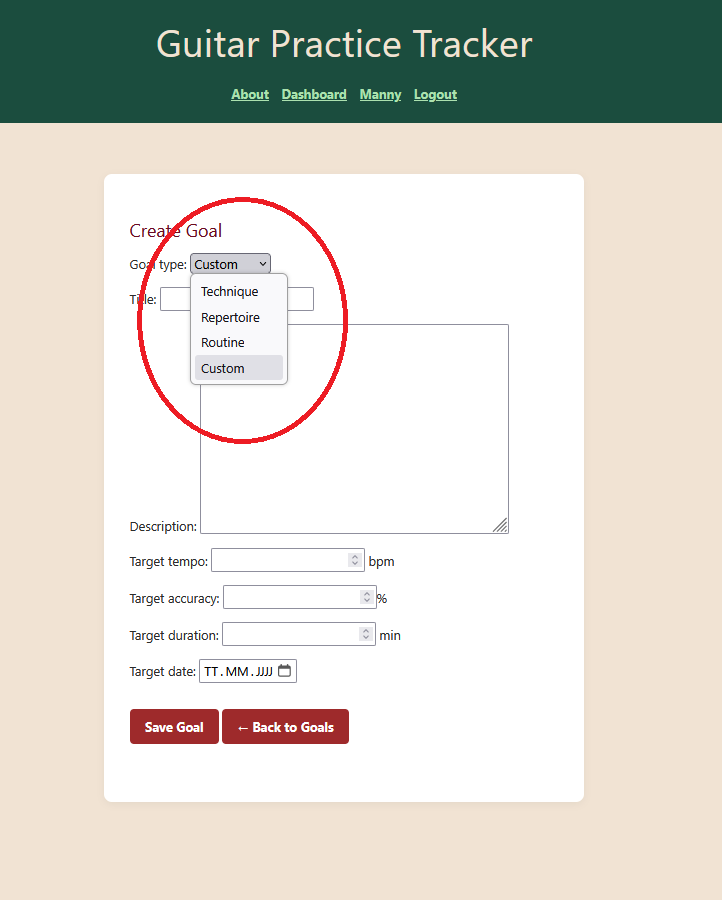 Guitar Practice Tracker
About Dashboard Manny Logout
Create Goal
Goal type: Custom
Technique
Title:
Repertoire
Routine
Custom
Description:
Target tempo: bpm
Target accuracy: %
Target duration: min
Target date: TT.MM.JJJJ
Save Goal ← Back to Goals